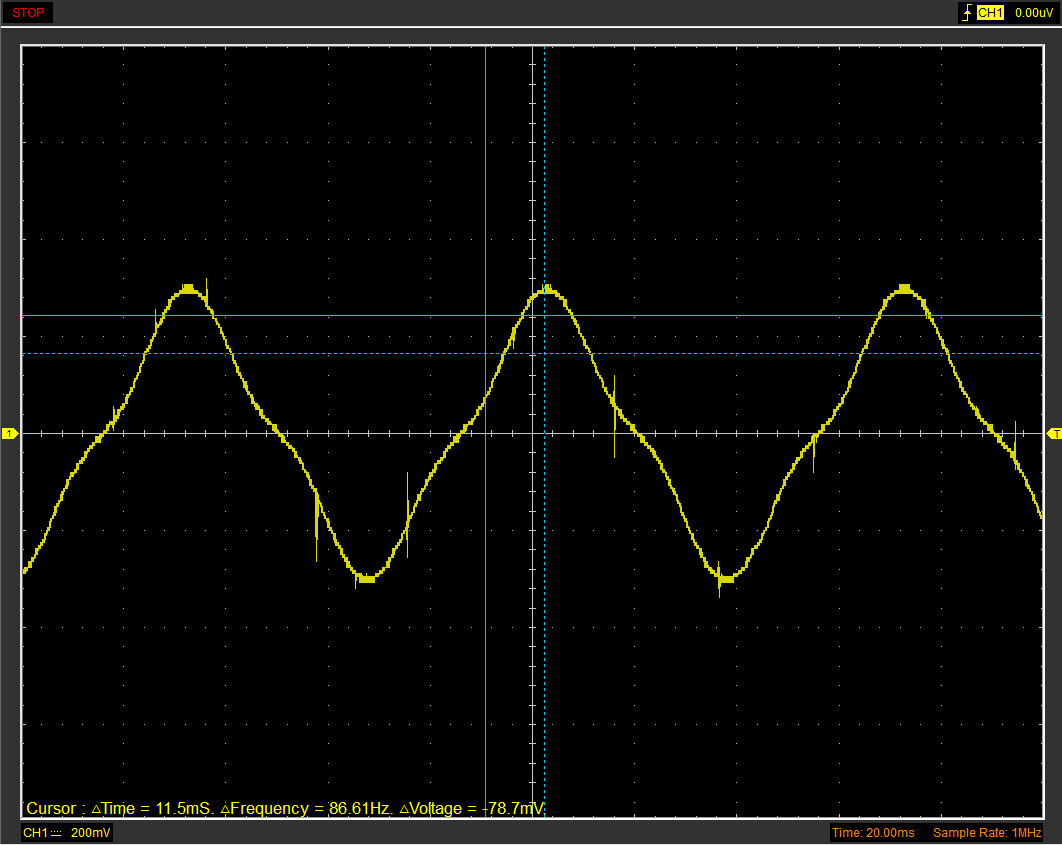 STOP
CH1 0.00uV
1
T
Cursor : △Time = 11.5mS. △Frequency = 86.61Hz. △Voltage = -78.7mV
CH1 200mV
Time: 20.00ms Sample Rate: 1MHz